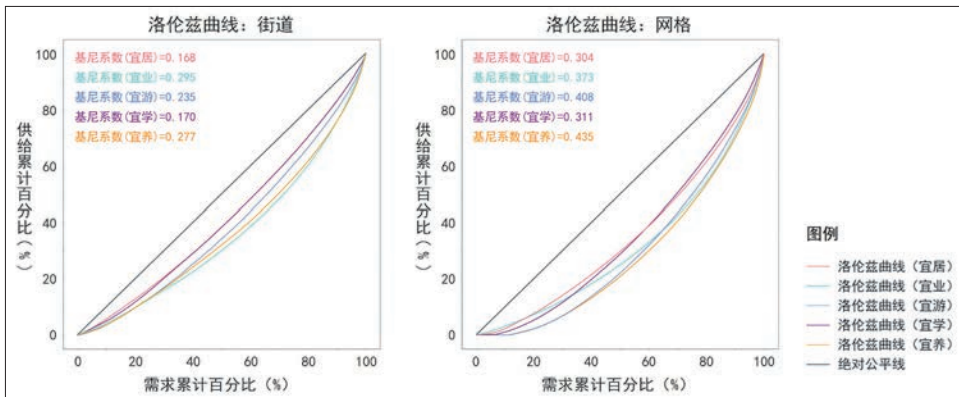 洛伦兹曲线：街道
基尼系数(宜居)=0.168
基尼系数(宜业)=0.295
基尼系数(宜游)=0.235
基尼系数(宜学)=0.170
基尼系数(宜养)=0.277
供给累计百分比（%）
100
80
60
40
20
0
0 20 40 60 80 100
需求累计百分比（%）
洛伦兹曲线：网格
基尼系数(宜居)=0.304
基尼系数(宜业)=0.373
基尼系数(宜游)=0.408
基尼系数(宜学)=0.311
基尼系数(宜养)=0.435
供给累计百分比（%）
100
80
60
40
20
0
0 20 40 60 80 100
需求累计百分比（%）
图例
洛伦兹曲线（宜居）
洛伦兹曲线（宜业）
洛伦兹曲线（宜游）
洛伦兹曲线（宜学）
洛伦兹曲线（宜养）
绝对公平线